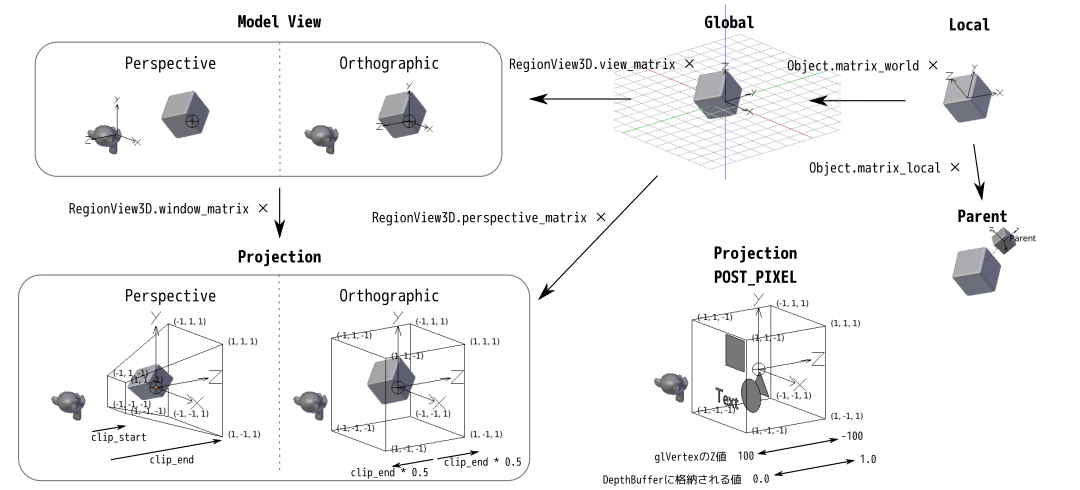 Model View
Global
Local
Perspective
Orthographic
RegionView3D.view_matrix ×
Object.matrix_world ×
Y
Z
X
Y
Z
X
Z
Y
X
Z
Y
X
Object.matrix_local ×
RegionView3D.window_matrix ×
RegionView3D.perspective_matrix ×
Parent
Parent
Projection
Projection
POST_PIXEL
Perspective
Orthographic
Y
(-1, 1, 1)
(1, 1, 1)
(-1, 1, -1)
(1, 1, -1)
Z
X
(-1, -1, -1)
(1, -1, -1)
(-1, -1, 1)
(1, -1, 1)
clip_start
clip_end
Y
(-1, 1, 1)
(-1, 1, -1)
(1, 1, 1)
(1, 1, -1)
Z
X
(-1, -1, -1)
(-1, -1, 1)
(1, -1, 1)
(1, -1, -1)
clip_end * 0.5
clip_end * 0.5
Y
(-1, 1, 1)
(-1, 1, -1)
(1, 1, 1)
(1, 1, -1)
Z
X
Text
(-1, -1, -1)
(-1, -1, 1)
(1, -1, 1)
(1, -1, -1)
glVertexのZ値 100
-100
DepthBufferに格納される値 0.0
1.0